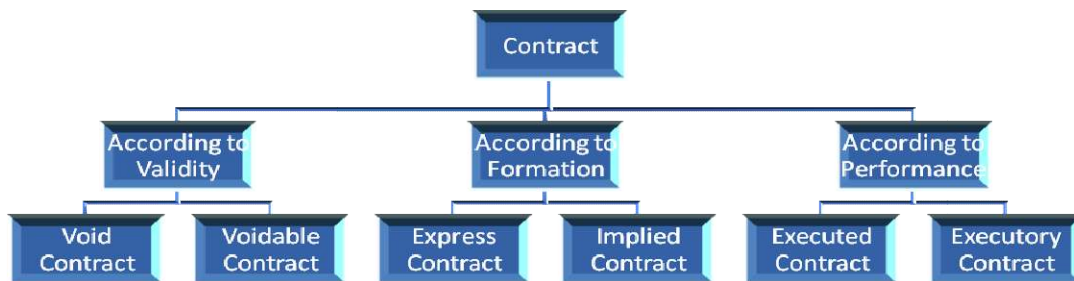 Contract
According to
Validity
According to
Formation
According to
Performance
Void
Contract
Voidable
Contract
Express
Contract
Implied
Contract
Executed
Contract
Executory
Contract